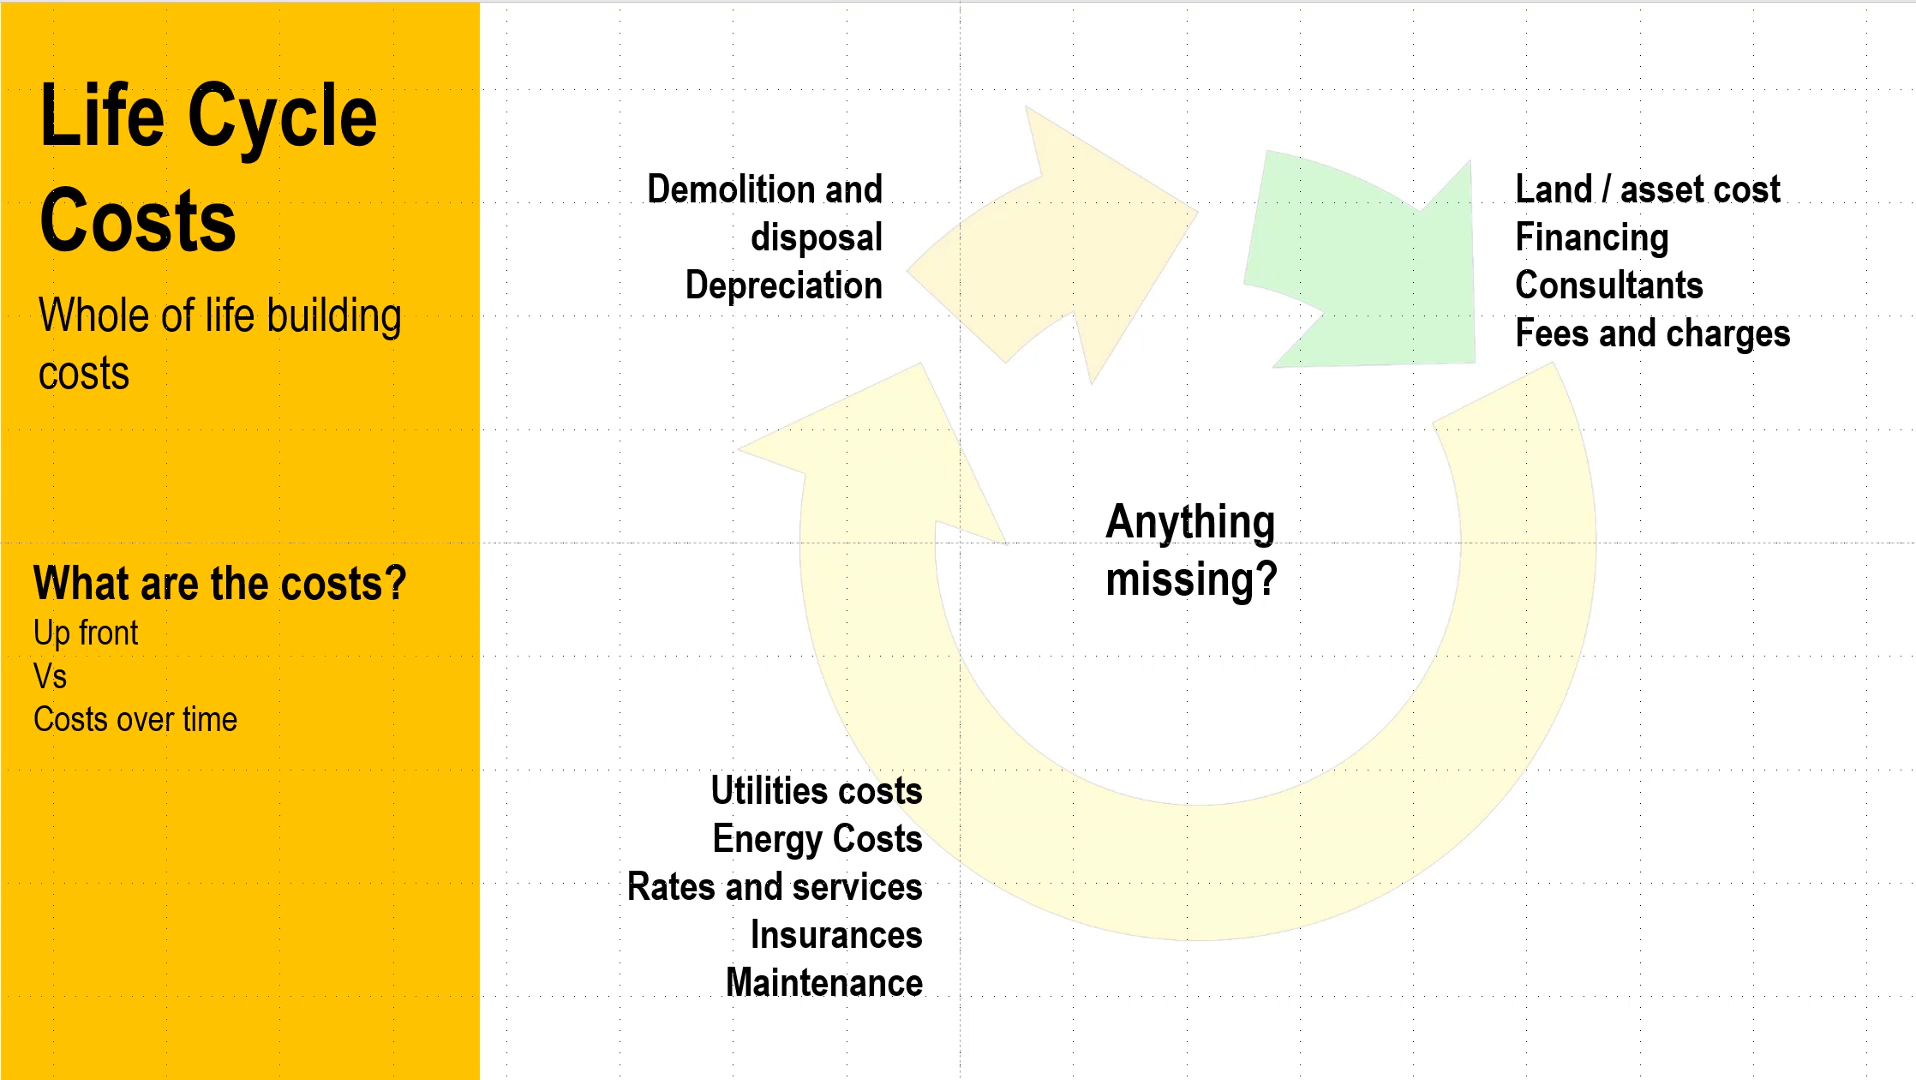 Life Cycle
Costs
Whole of life building
costs
What are the costs?
Up front
Vs
Costs over time
Demolition and
disposal
Depreciation
Land / asset cost
Financing
Consultants
Fees and charges
Anything
missing?
Utilities costs
Energy Costs
Rates and services
Insurances
Maintenance